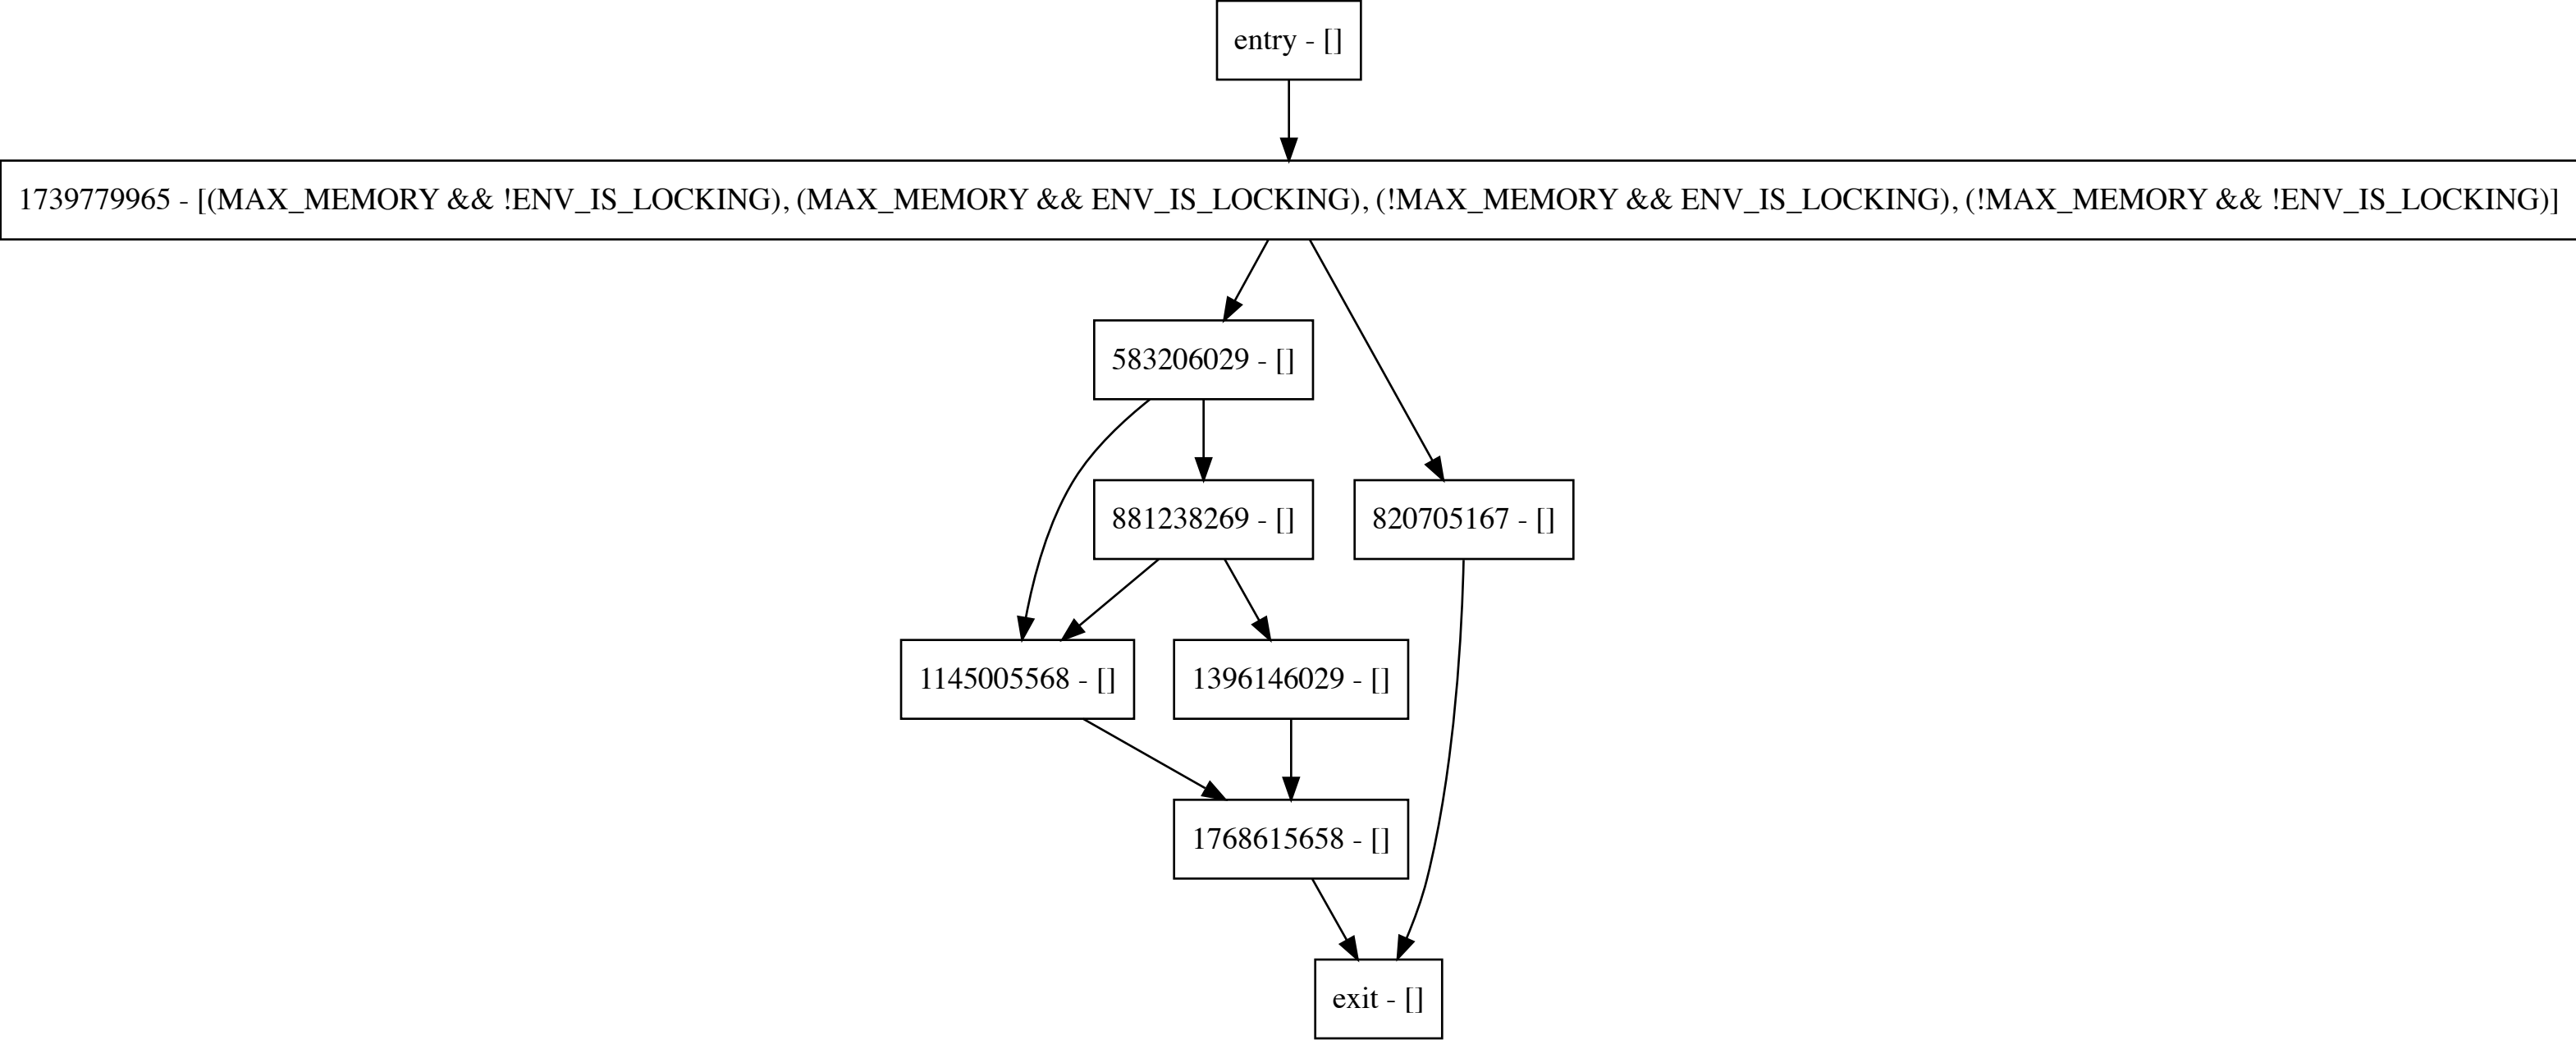 entry - []
1739779965 - [(MAX_MEMORY && !ENV_IS_LOCKING), (MAX_MEMORY && ENV_IS_LOCKING), (!MAX_MEMORY && ENV_IS_LOCKING), (!MAX_MEMORY && !ENV_IS_LOCKING)]
583206029 - []
881238269 - []
820705167 - []
1145005568 - []
1396146029 - []
1768615658 - []
exit - []